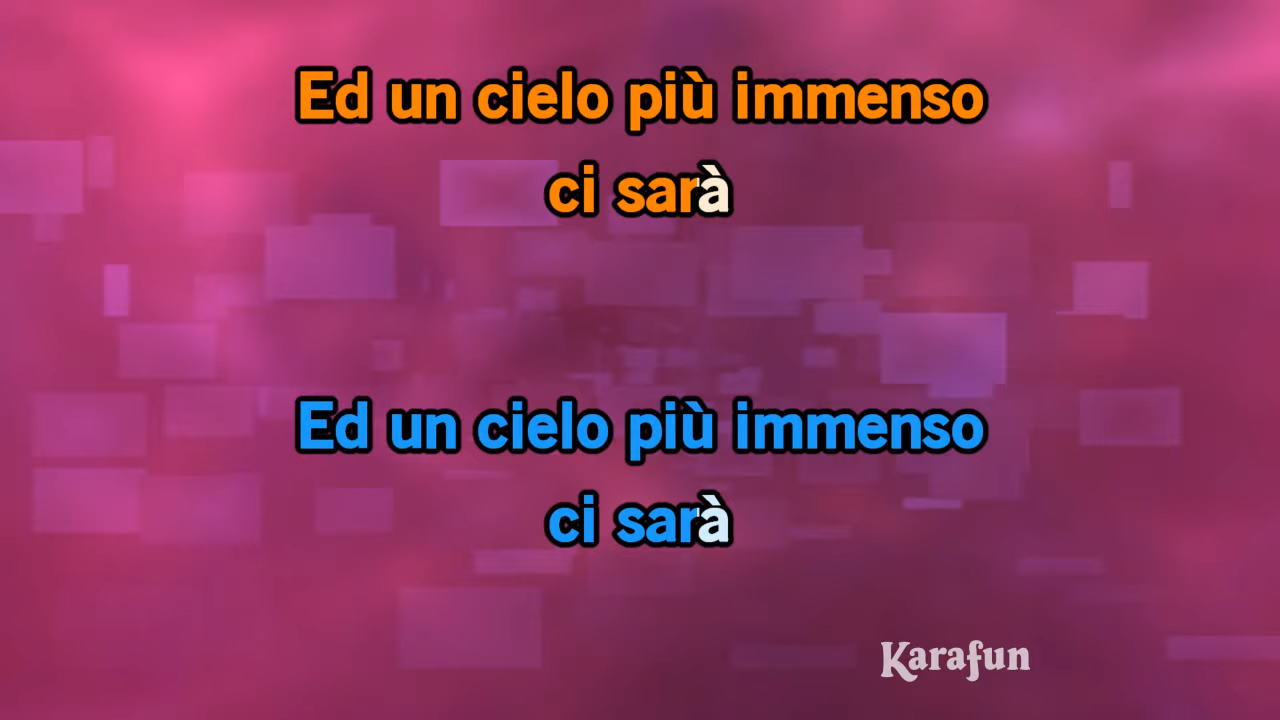 Ed un cielo più immenso
ci sarà
Ed un cielo più immenso
ci sarà
Karafun